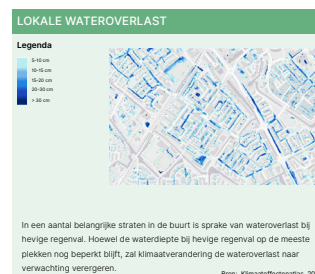 LOKALE WATEROVERLAST
Legenda
5-10 cm
10-15 cm
15-20 cm
20-30 cm
> 30 cm
In een aantal belangrijke straten in de buurt is sprake van wateroverlast bij
hevige regenval. Hoewel de waterdiepte bij hevige regenval op de meeste
plekken nog beperkt blijft, zal klimaatverandering de wateroverlast naar
verwachting verergeren.
Bron: Klimaateffectenatlas, 20